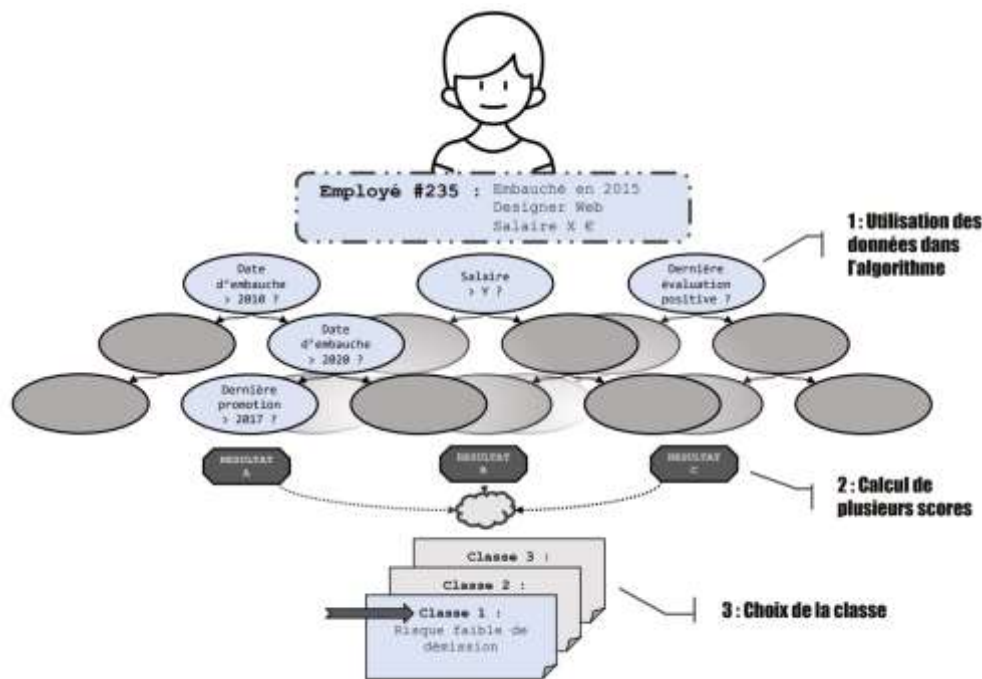 Employé #235 : Embauché en 2015
Designer Web
Salaire X €
1 : Utilisation des
données dans
l'algorithme
Date
d'embauche
> 2010 ?
Salaire
> Y ?
Dernière
évaluation
positive ?
Date
d'embauche
> 2020 ?
Dernière
promotion
> 2017 ?
RESULTAT
A
RESULTAT
B
RESULTAT
C
2 : Calcul de
plusieurs scores
Classe 3 :
Classe 2 :
Classe 1 :
Risque faible de
démission
3 : Choix de la classe